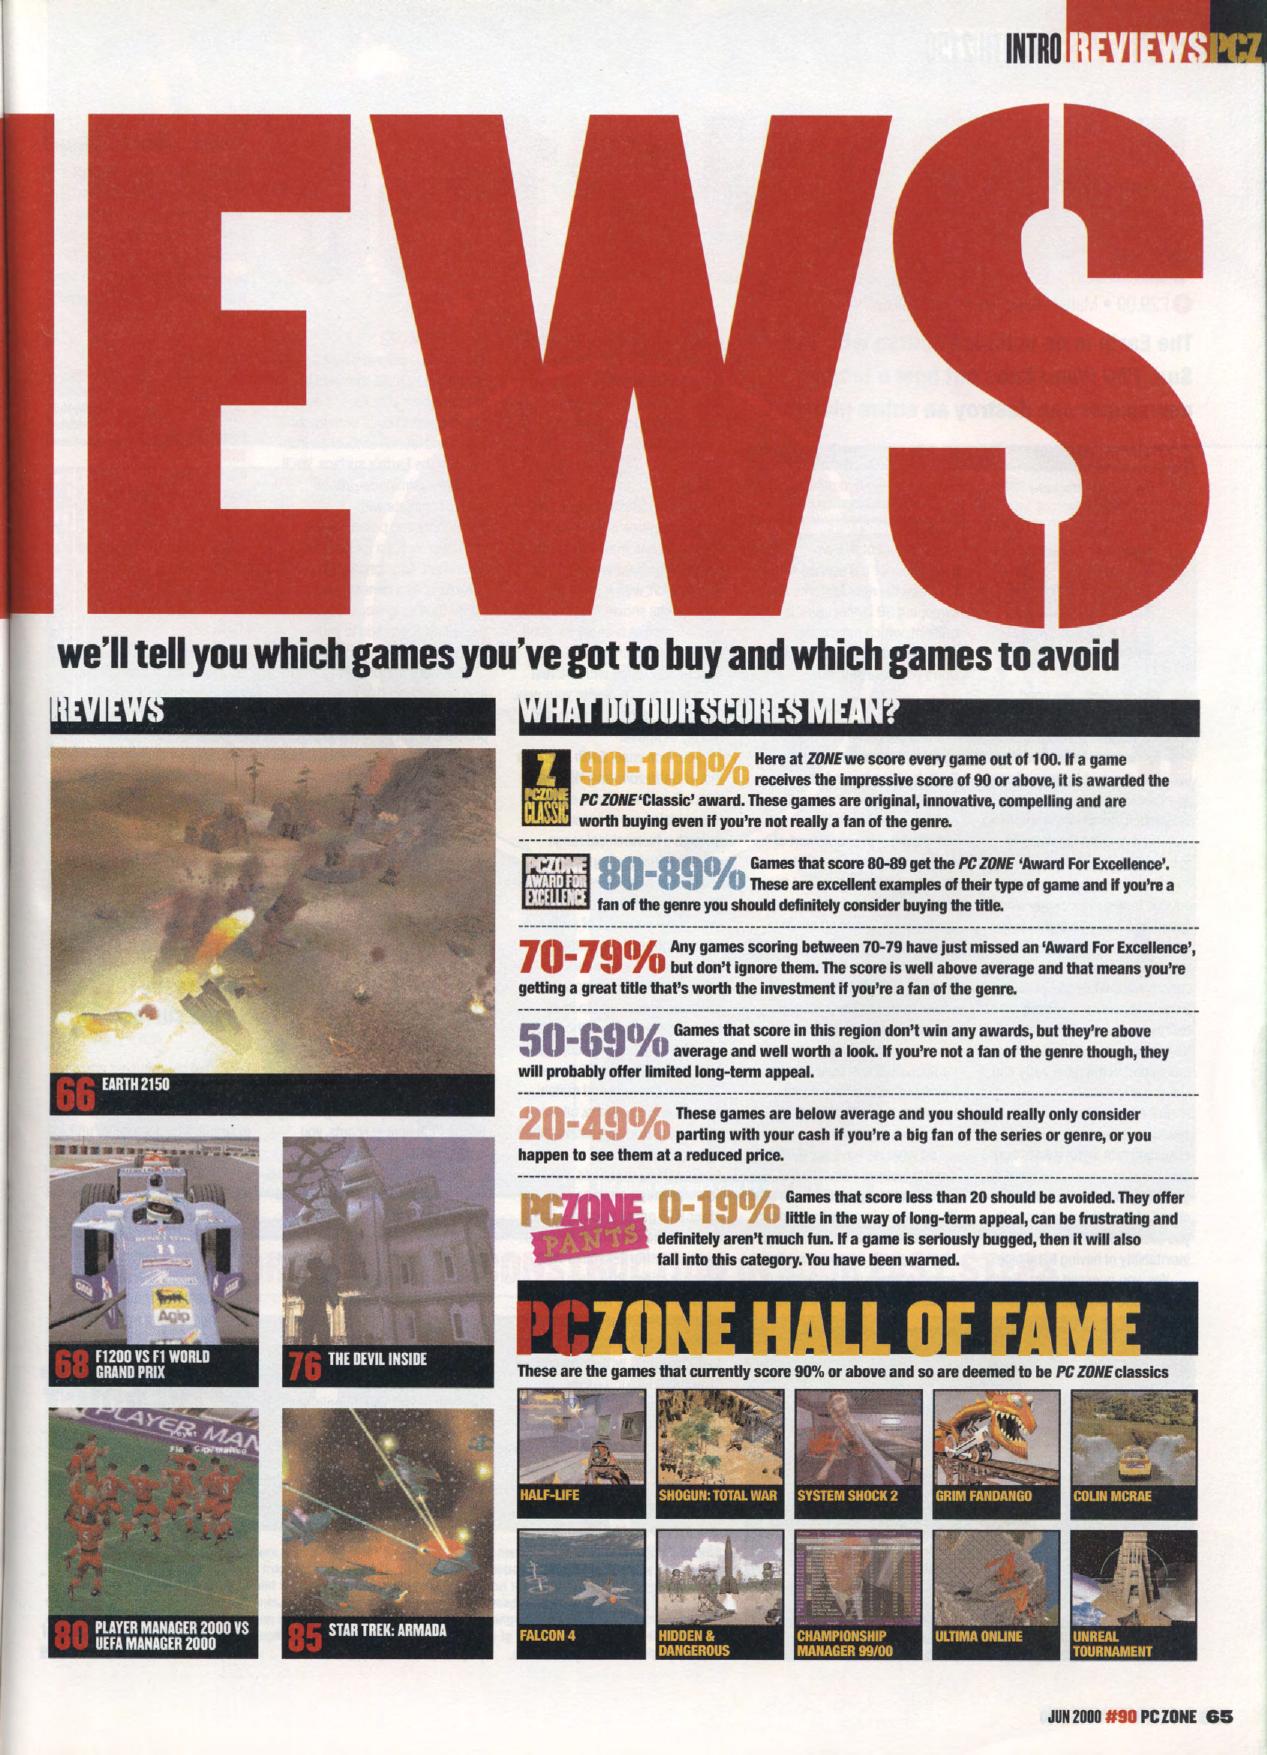 INTRO REVIEWS PCZ
EWS
we'll tell you which games you've got to buy and which games to avoid
REVIEWS
66 EARTH 2150
BENETTON
11
Agip
68 F1200 VS F1 WORLD
GRAND PRIX
76 THE DEVIL INSIDE
PLAYER MAN
80 PLAYER MANAGER 2000 VS
UEFA MANAGER 2000
85 STAR TREK: ARMADA
WHAT DO OUR SCORES MEAN?
Z
PCZONE
CLASSIC
90-100% Here at ZONE we score every game out of 100. If a game
receives the impressive score of 90 or above, it is awarded the
PC ZONE 'Classic' award. These games are original, innovative, compelling and are
worth buying even if you're not really a fan of the genre.
PCZONE
AWARD FOR
EXCELLENCE
80-89% Games that score 80-89 get the PC ZONE 'Award For Excellence'.
These are excellent examples of their type of game and if you're a
fan of the genre you should definitely consider buying the title.
70-79% Any games scoring between 70-79 have just missed an 'Award For Excellence',
but don't ignore them. The score is well above average and that means you're
getting a great title that's worth the investment if you're a fan of the genre.
50-69% Games that score in this region don't win any awards, but they're above
average and well worth a look. If you're not a fan of the genre though, they
will probably offer limited long-term appeal.
20-49% These games are below average and you should really only consider
parting with your cash if you're a big fan of the series or genre, or you
happen to see them at a reduced price.
PCZONE
PANTS
0-19% Games that score less than 20 should be avoided. They offer
little in the way of long-term appeal, can be frustrating and
definitely aren't much fun. If a game is seriously bugged, then it will also
fall into this category. You have been warned.
PCZONE HALL OF FAME
These are the games that currently score 90% or above and so are deemed to be PC ZONE classics
HALF-LIFE
SHOGUN: TOTAL WAR
SYSTEM SHOCK 2
GRIM FANDANGO
COLIN MCRAE
FALCON 4
HIDDEN &
DANGEROUS
CHAMPIONSHIP
MANAGER 99/00
ULTIMA ONLINE
UNREAL
TOURNAMENT
JUN 2000 #90 PC ZONE 65